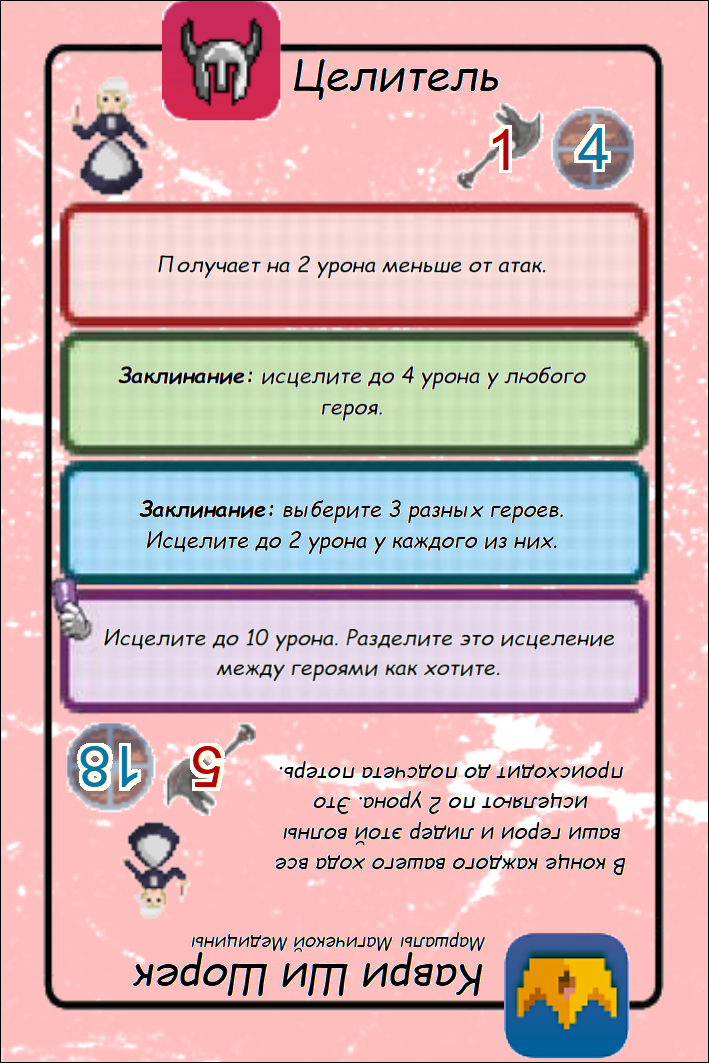 Целитель
1 4
Получает на 2 урона меньше от атак.
Заклинание: исцелите до 4 урона у любого
героя.
Заклинание: выберите 3 разных героев.
Исцелите до 2 урона у каждого из них.
Исцелите до 10 урона. Разделите это исцеление
между героями как хотите.
Каври Ши Шорек
Маршалы Магической Медицины
В конце каждого вашего хода все
ваши герои и лидер этой волны
исцеляют по 2 урона. Это
происходит до подсчета потерь.
5 18